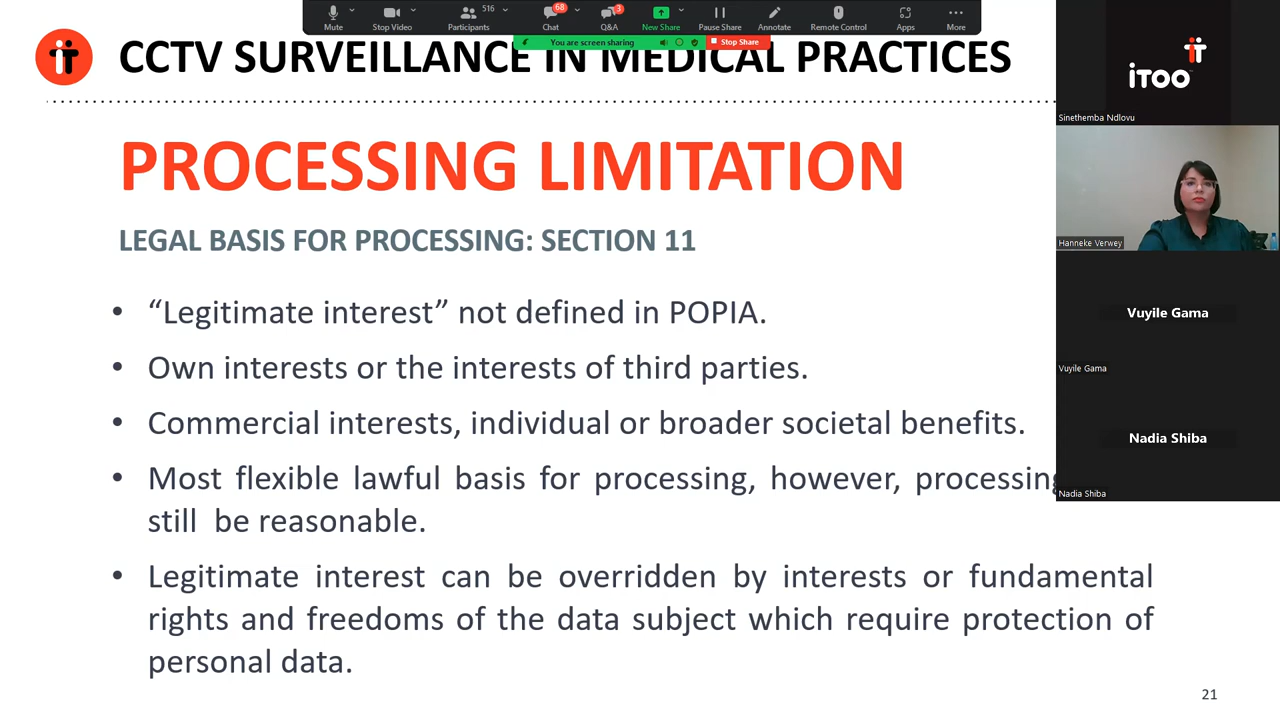 516
68
3
Mute
Stop Video
Participants
Chat
Q&A
New Share
Pause Share
Annotate
Remote Control
Apps
More
You are screen sharing
Stop Share
CCTV SURVEILLANCE IN MEDICAL PRACTICES
PROCESSING LIMITATION
LEGAL BASIS FOR PROCESSING: SECTION 11
• “Legitimate interest” not defined in POPIA.
• Own interests or the interests of third parties.
• Commercial interests, individual or broader societal benefits.
• Most flexible lawful basis for processing, however, processing
still be reasonable.
• Legitimate interest can be overridden by interests or fundamental
rights and freedoms of the data subject which require protection of
personal data.
21
iTOO
Sinethemba Ndlovu
Hanneke Verwey
Vuyile Gama
Vuyile Gama
Nadia Shiba
Nadia Shiba